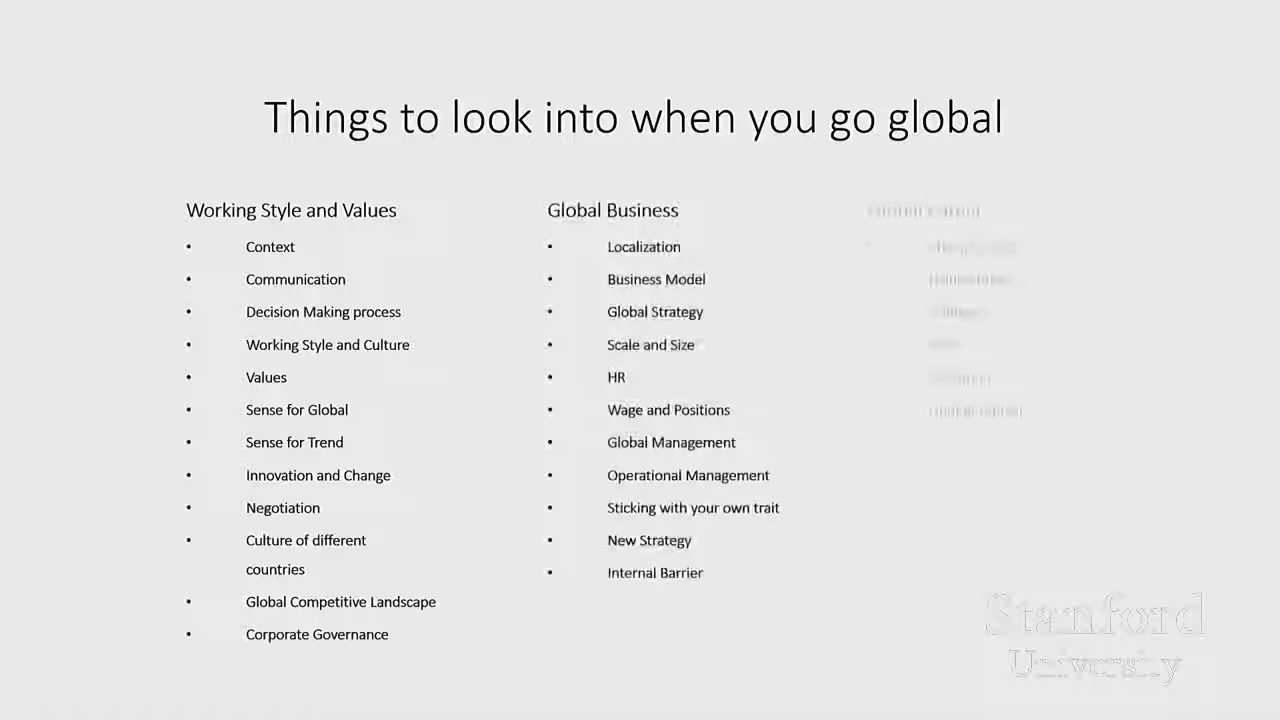 Things to look into when you go global
Working Style and Values
• Context
• Communication
• Decision Making process
• Working Style and Culture
• Values
• Sense for Global
• Sense for Trend
• Innovation and Change
• Negotiation
• Culture of different
countries
• Global Competitive Landscape
• Corporate Governance
Global Business
• Localization
• Business Model
• Global Strategy
• Scale and Size
• HR
• Wage and Positions
• Global Management
• Operational Management
• Sticking with your own trait
• New Strategy
• Internal Barrier
Stanford
University